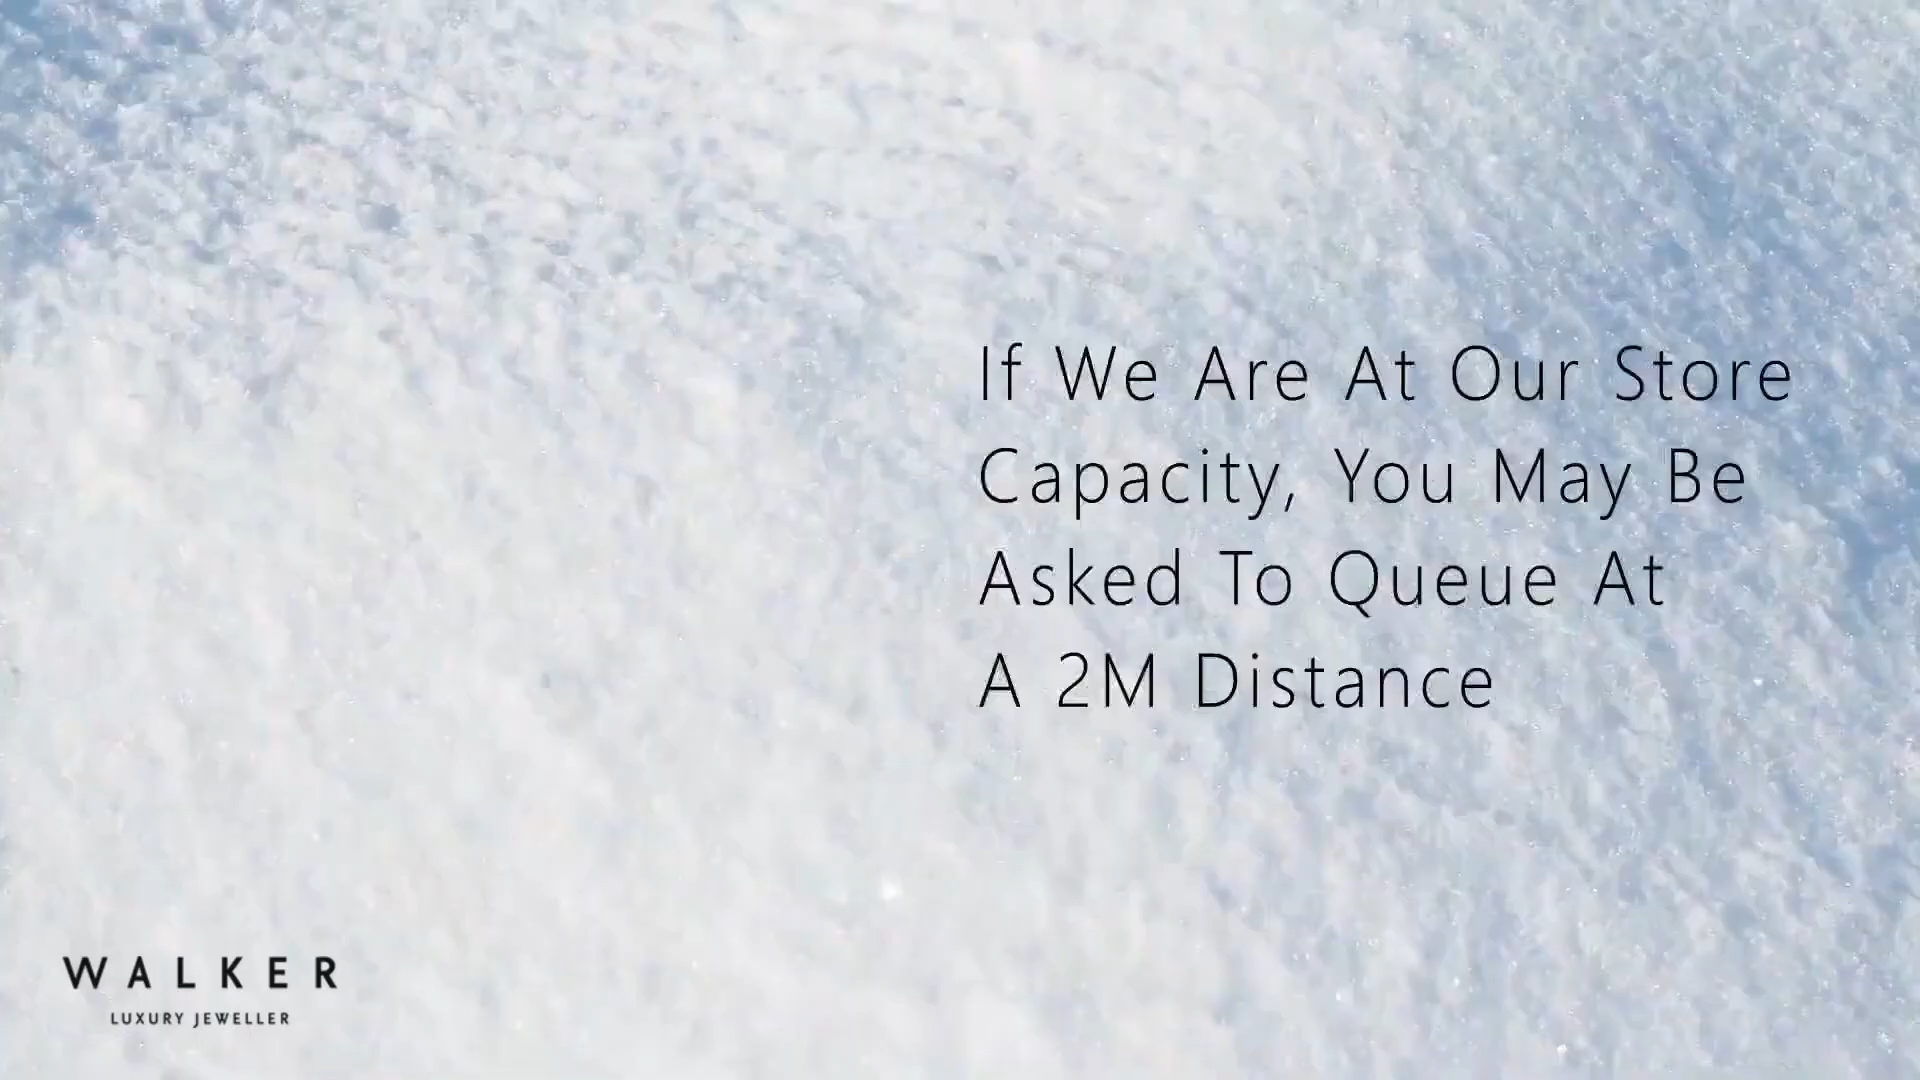 If We Are At Our Store
Capacity, You May Be
Asked To Queue At
A 2M Distance
WALKER
LUXURY JEWELLER